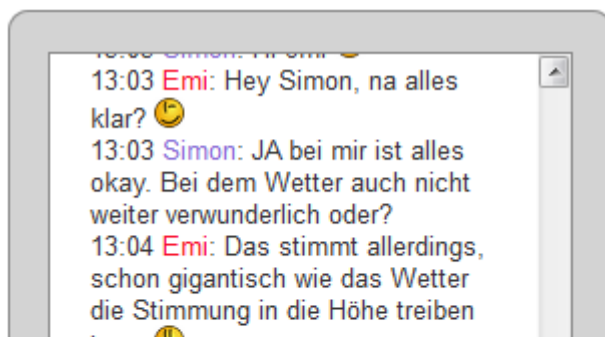 13:03 Emi: Hey Simon, na alles
klar?
13:03 Simon: JA bei mir ist alles
okay. Bei dem Wetter auch nicht
weiter verwunderlich oder?
13:04 Emi: Das stimmt allerdings,
schon gigantisch wie das Wetter
die Stimmung in die Höhe treiben